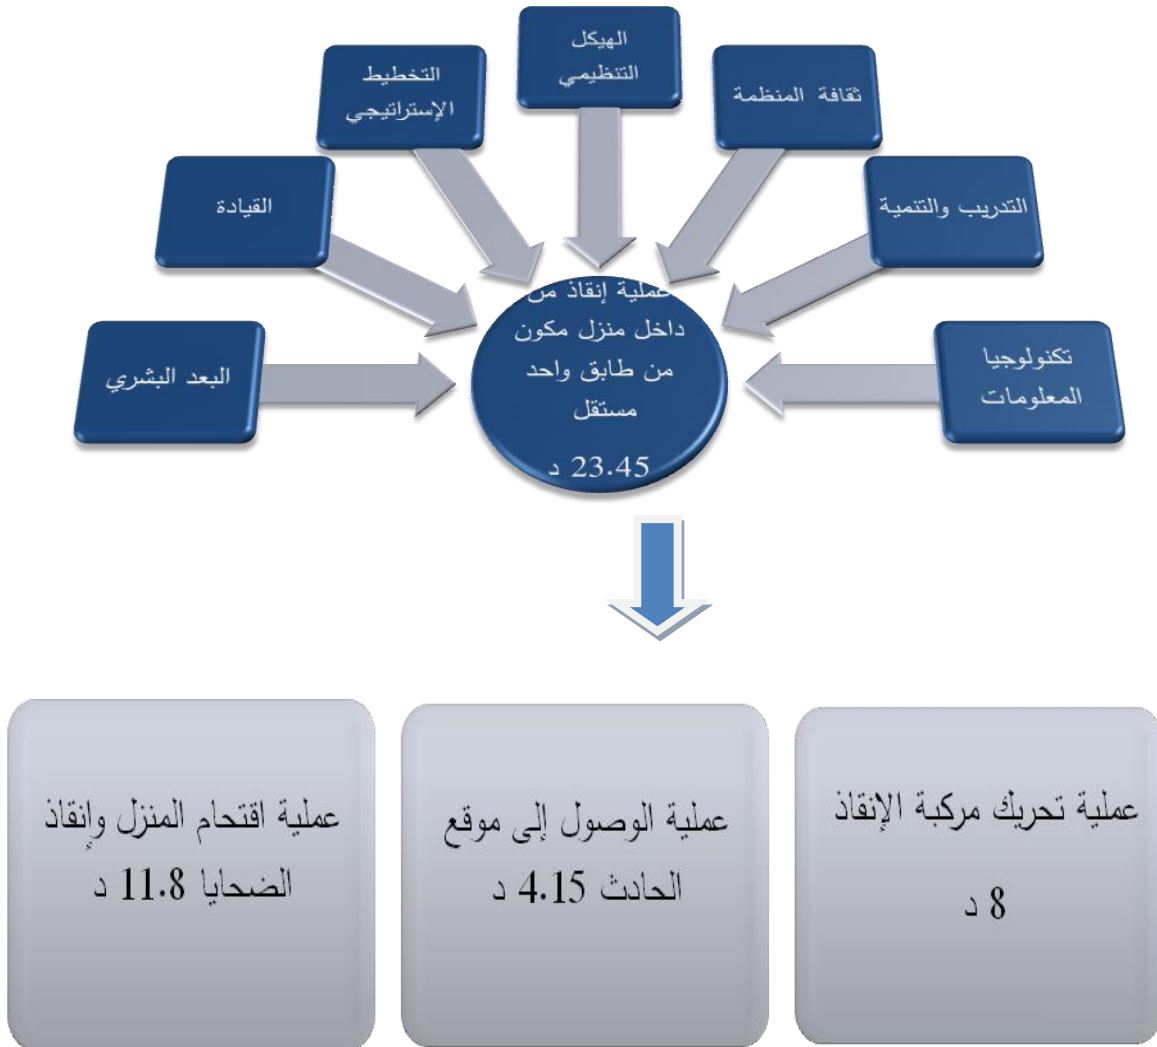 الهيكل
التنظيمي
ثقافة المنظمة
التخطيط
الإستراتيجي
التدريب والتنمية
القيادة
تكنولوجيا
المعلومات
البعد البشري
عملية إنقاذ من
داخل منزل مكون
من طابق واحد
مستقل
23.45 د
عملية تحريك مركبة الإنقاذ
8 د
عملية الوصول إلى موقع
الحادث 4.15 د
عملية اقتحام المنزل وإنقاذ
الضحايا 11.8 د